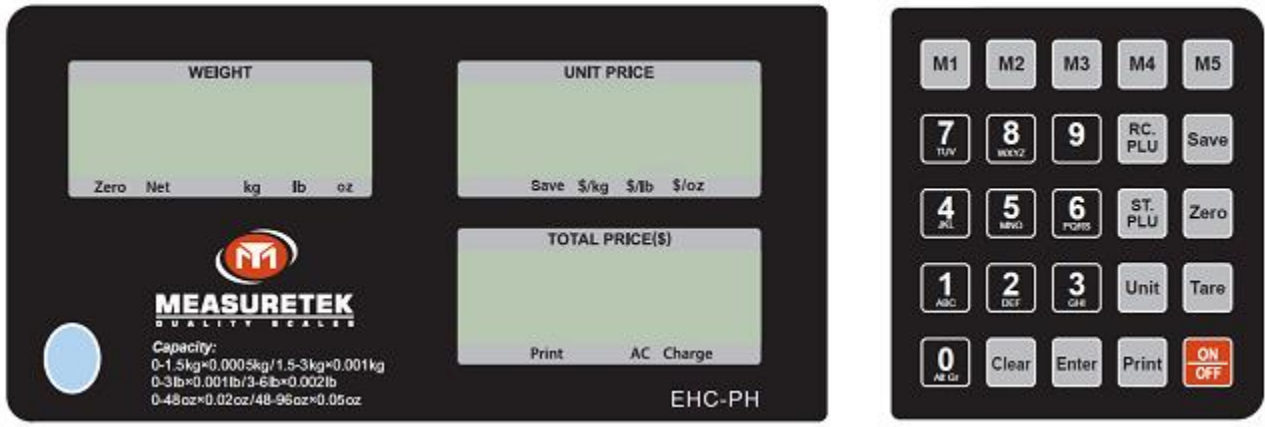 WEIGHT
Zero Net kg lb oz
UNIT PRICE
Save $/kg $/lb $/oz
TOTAL PRICE($)
Print AC Charge
MEASURETEK
QUALITY SCALES
Capacity:
0-1.5kg×0.0005kg/1.5-3kg×0.001kg
0-3lb×0.001lb/3-6lb×0.002lb
0-48oz×0.02oz/48-96oz×0.05oz
EHC-PH
M1 M2 M3 M4 M5
7 TUV 8 WXYZ 9 RC. PLU Save
4 JKL 5 MNO 6 PQRS ST. PLU Zero
1 ABC 2 DEF 3 GHI Unit Tare
0 Alt Gr Clear Enter Print ON OFF